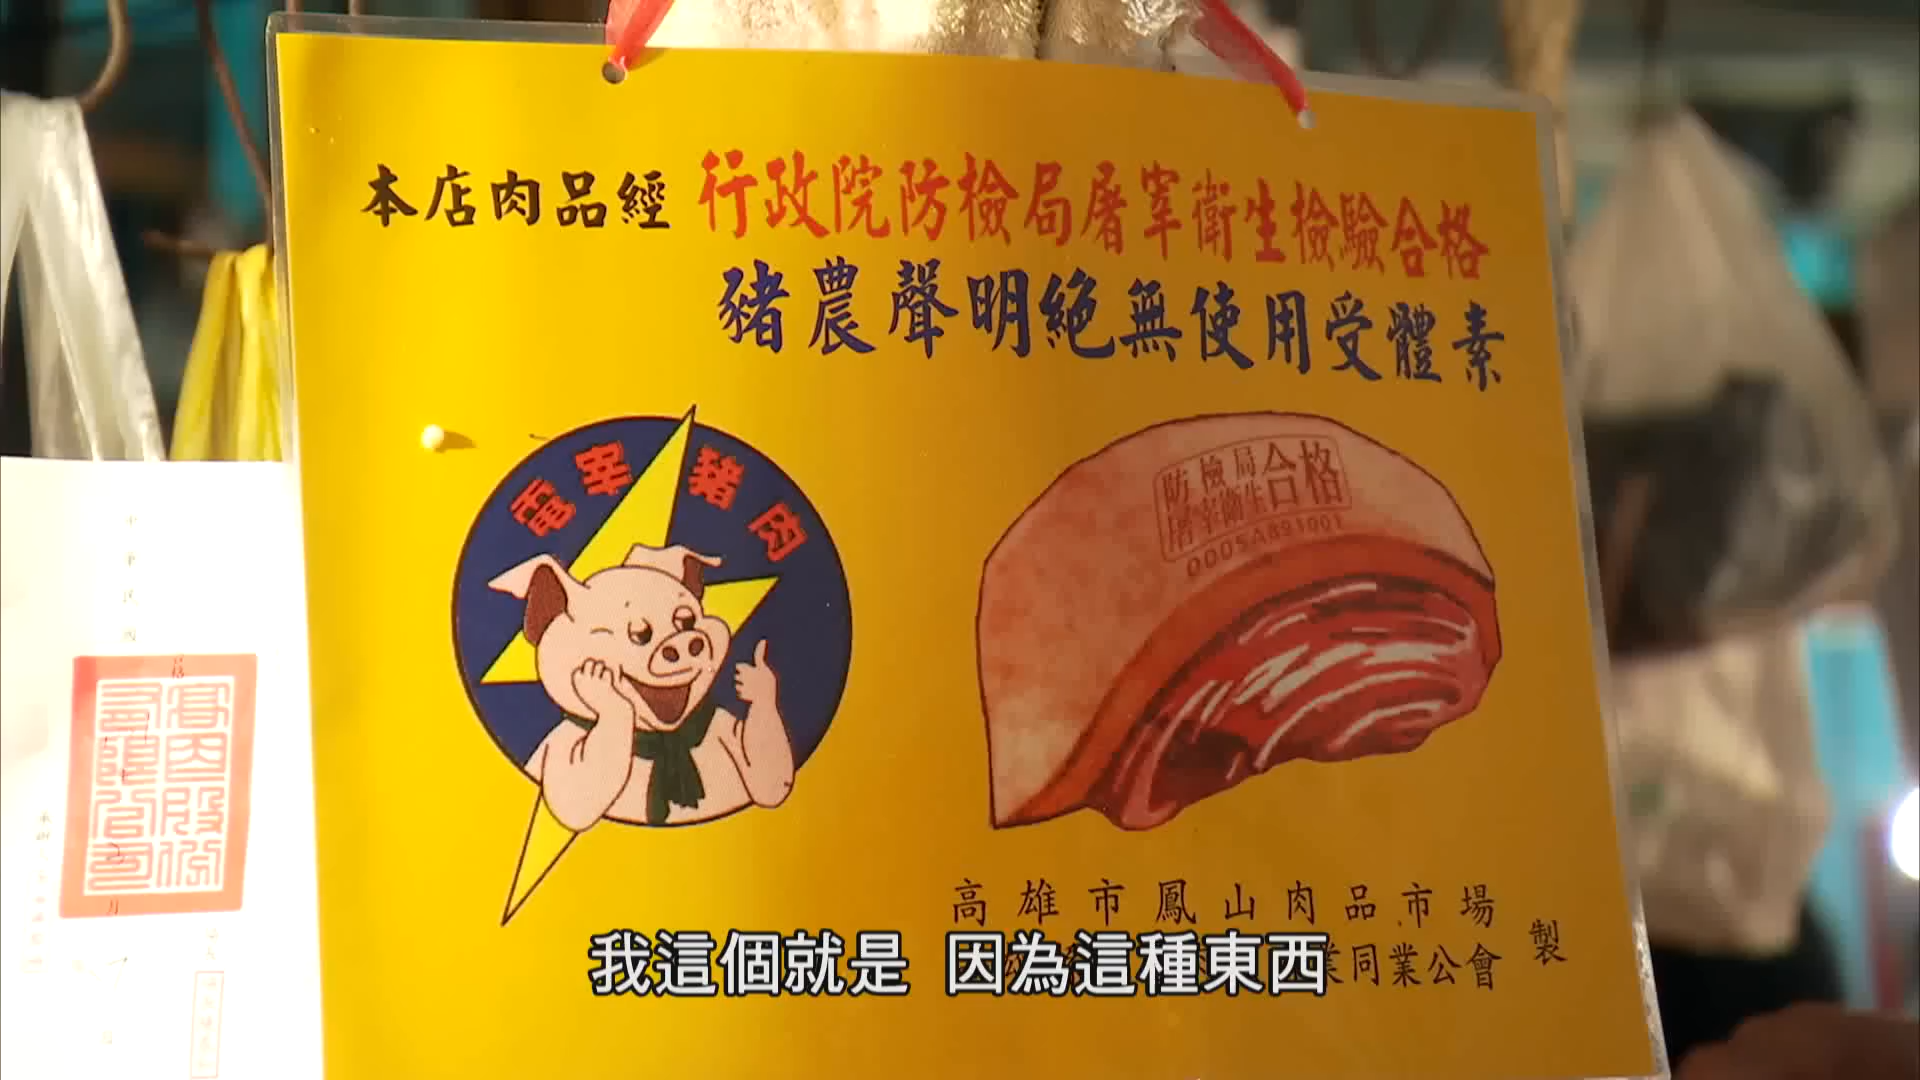 本店肉品經 行政院防檢局屠宰衛生檢驗合格
豬農聲明絕無使用受體素
電宰豬肉
防檢局
屠宰衛生
合格
0005A891001
高雄市鳳山肉品市場
業同業公會
製
我這個就是 因為這種東西